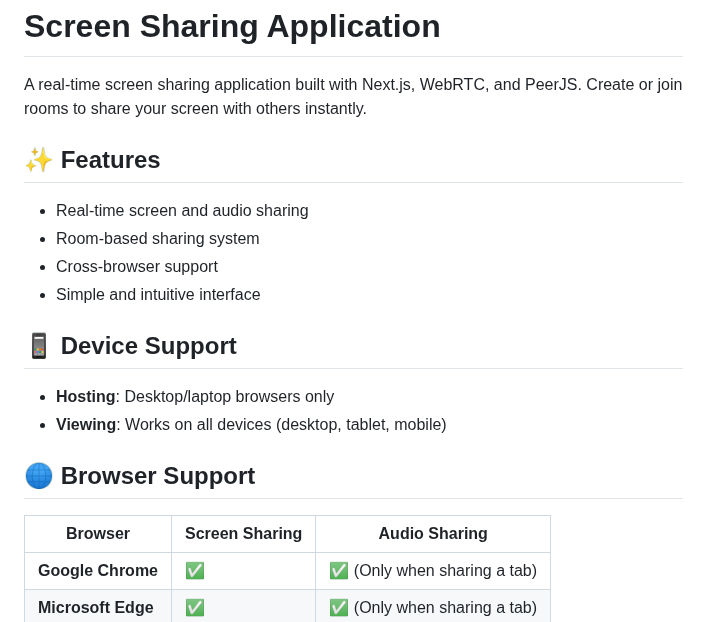 Screen Sharing Application
A real-time screen sharing application built with Next.js, WebRTC, and PeerJS. Create or join
rooms to share your screen with others instantly.
✨ Features
• Real-time screen and audio sharing
• Room-based sharing system
• Cross-browser support
• Simple and intuitive interface
📱 Device Support
• Hosting: Desktop/laptop browsers only
• Viewing: Works on all devices (desktop, tablet, mobile)
🌐 Browser Support
Browser Screen Sharing Audio Sharing
Google Chrome ✅ ✅ (Only when sharing a tab)
Microsoft Edge ✅ ✅ (Only when sharing a tab)